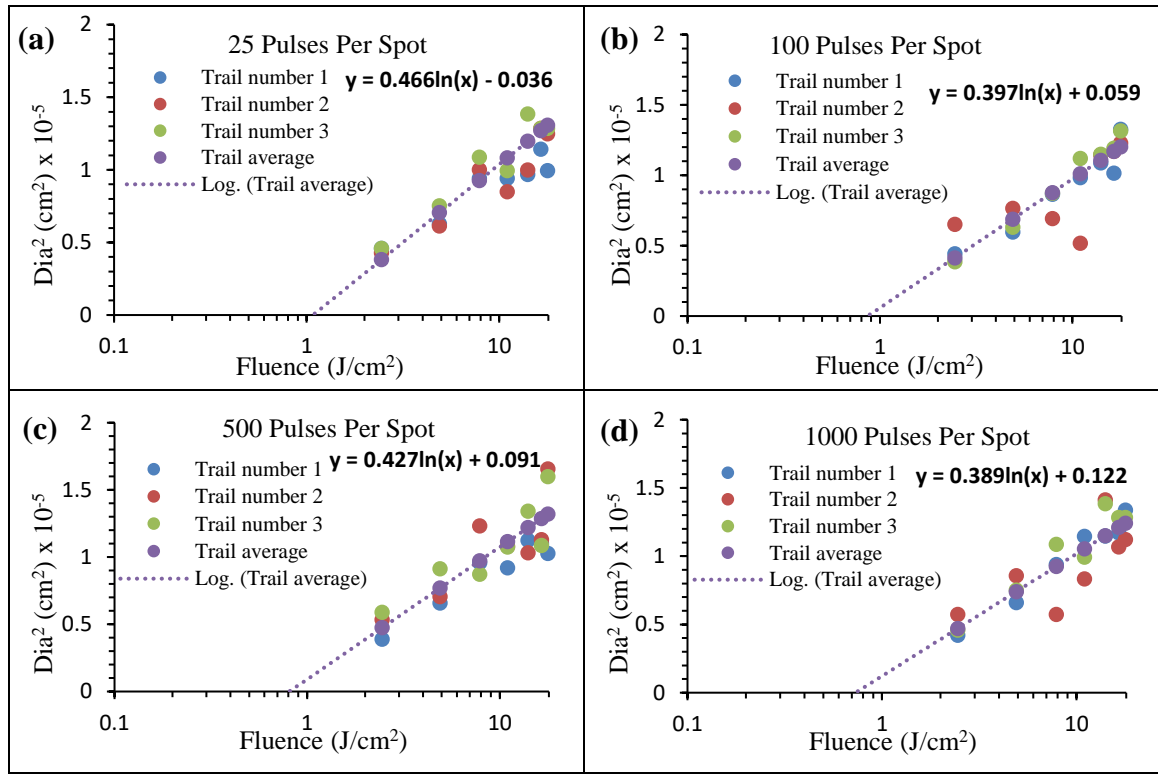 (a)
25 Pulses Per Spot
Trail number 1
y = 0.466ln(x) - 0.036
Trail number 2
Trail number 3
Trail average
Log. (Trail average)
Dia² (cm²) x 10⁻⁵
2
1.5
1
0.5
0
0.1
1
10
Fluence (J/cm²)
(b)
100 Pulses Per Spot
Trail number 1
y = 0.397ln(x) + 0.059
Trail number 2
Trail number 3
Trail average
Log. (Trail average)
Dia² (cm²) x 10⁻⁵
2
1.5
1
0.5
0
0.1
1
10
Fluence (J/cm²)
(c)
500 Pulses Per Spot
y = 0.427ln(x) + 0.091
Trail number 1
Trail number 2
Trail number 3
Trail average
Log. (Trail average)
Dia² (cm²) x 10⁻⁵
2
1.5
1
0.5
0
0.1
1
10
Fluence (J/cm²)
(d)
1000 Pulses Per Spot
Trail number 1
y = 0.389ln(x) + 0.122
Trail number 2
Trail number 3
Trail average
Log. (Trail average)
Dia² (cm²) x 10⁻⁵
2
1.5
1
0.5
0
0.1
1
10
Fluence (J/cm²)